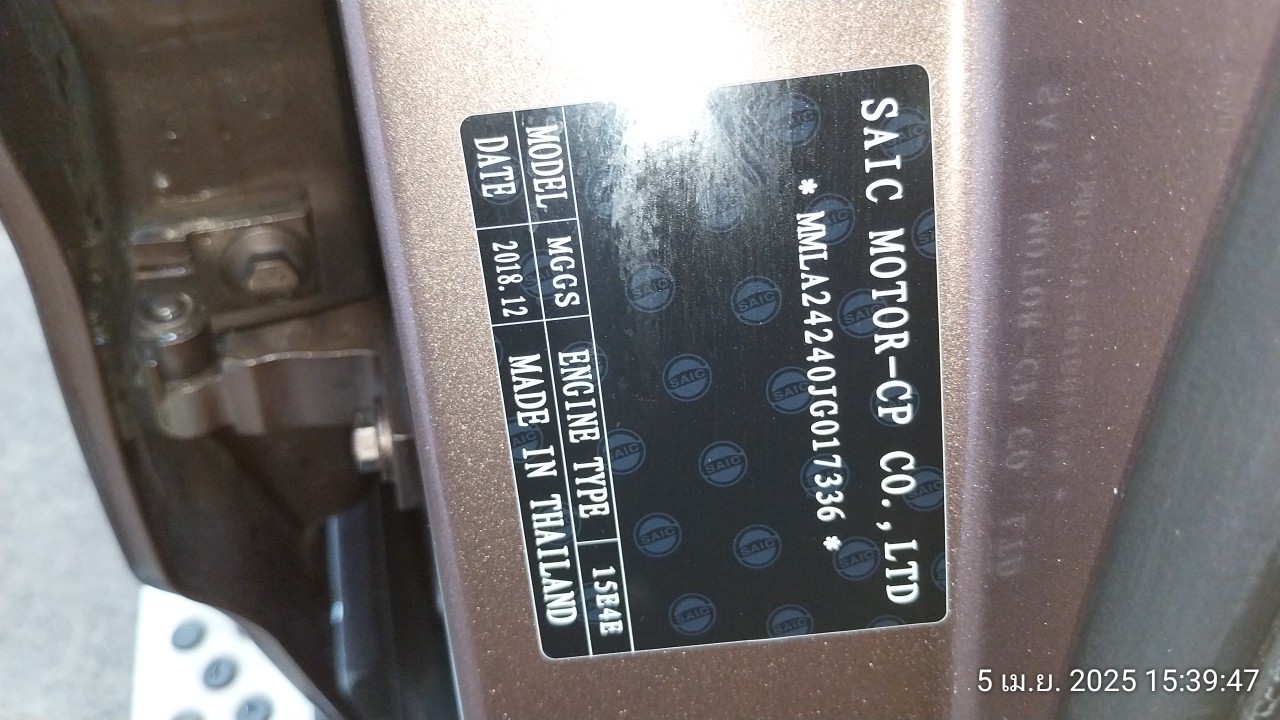 SAIC MOTOR-CP CO.,LTD
* MMLA24240JG017336 *
MODEL MGGS ENGINE TYPE 15E4E
DATE 2018.12 MADE IN THAILAND
5 เม.ย. 2025 15:39:47